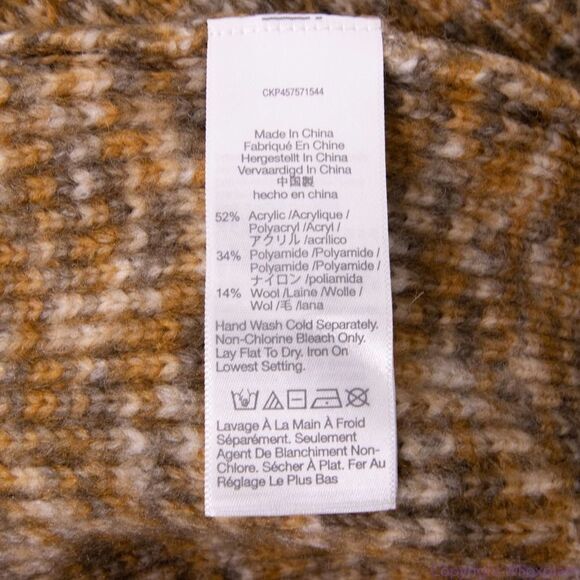 CKP457571544
Made In China
Fabriqué En Chine
Hergestellt In China
Vervaardigd In China
中国製
hecho en china
52% Acrylic /Acrylique /
Polyacryl /Acryl /
アクリル /acrílico
34% Polyamide /Polyamide /
Polyamide /Polyamide /
ナイロン /poliamida
14% Wool /Laine /Wolle /
Wol /毛 /lana
Hand Wash Cold Separately.
Non-Chlorine Bleach Only.
Lay Flat To Dry. Iron On
Lowest Setting.
Lavage À La Main À Froid
Séparément. Seulement
Agent De Blanchiment Non-
Chlore. Sécher À Plat. Fer Au
Réglage Le Plus Bas